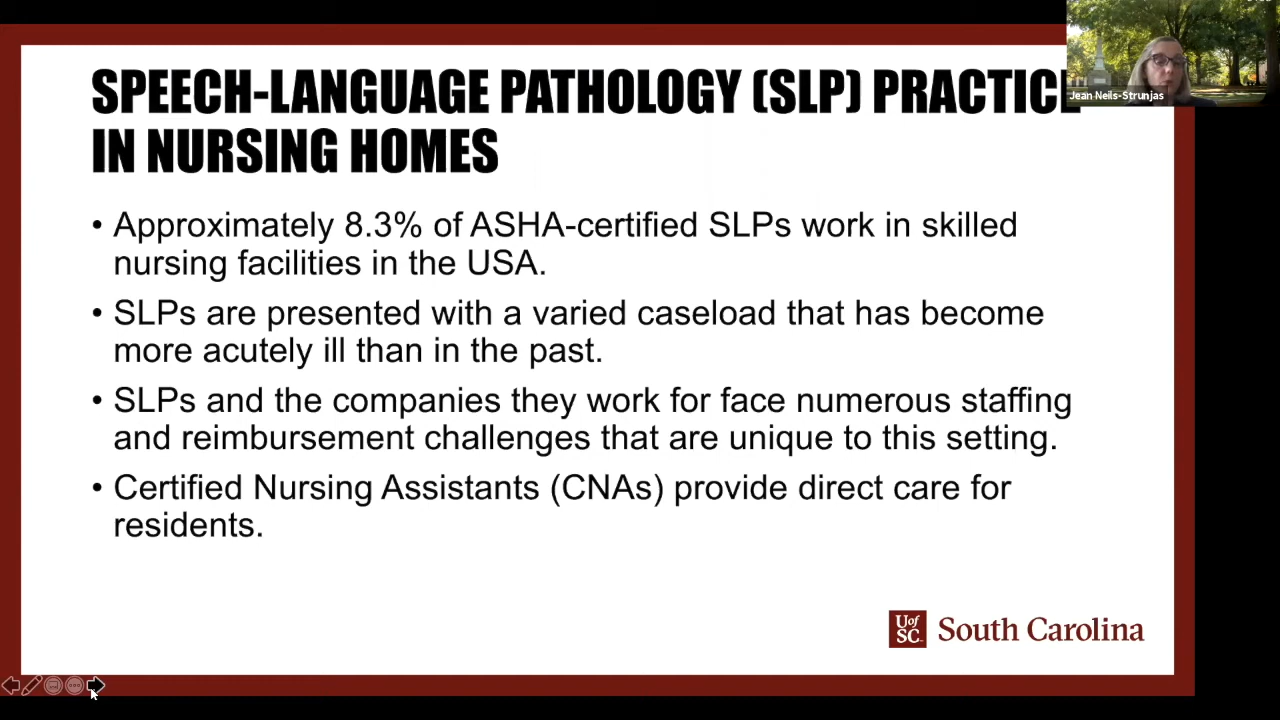 SPEECH-LANGUAGE PATHOLOGY (SLP) PRACTICE
IN NURSING HOMES
Jean Neils-Strunjas
• Approximately 8.3% of ASHA-certified SLPs work in skilled
nursing facilities in the USA.
• SLPs are presented with a varied caseload that has become
more acutely ill than in the past.
• SLPs and the companies they work for face numerous staffing
and reimbursement challenges that are unique to this setting.
• Certified Nursing Assistants (CNAs) provide direct care for
residents.
U of
SC
South Carolina